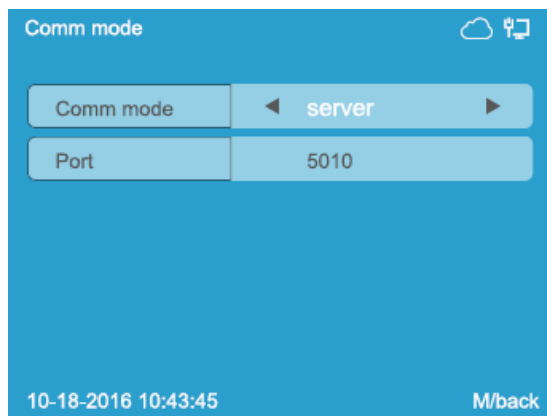 Comm mode
Comm mode ◀ server ▶
Port 5010
10-18-2016 10:43:45 M/back